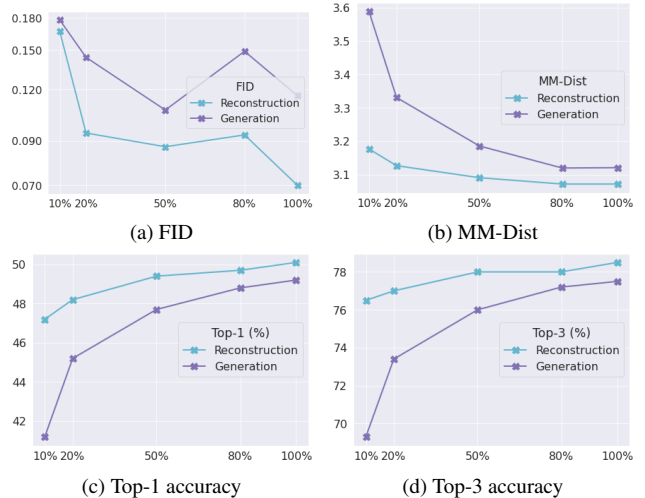 0.180
0.150
0.120
0.090
0.070
FID
Reconstruction
Generation
10% 20% 50% 80% 100%
(a) FID
3.6
3.5
3.4
3.3
3.2
3.1
MM-Dist
Reconstruction
Generation
10% 20% 50% 80% 100%
(b) MM-Dist
50
48
46
44
42
Top-1 (%)
Reconstruction
Generation
10% 20% 50% 80% 100%
(c) Top-1 accuracy
78
76
74
72
70
Top-3 (%)
Reconstruction
Generation
10% 20% 50% 80% 100%
(d) Top-3 accuracy